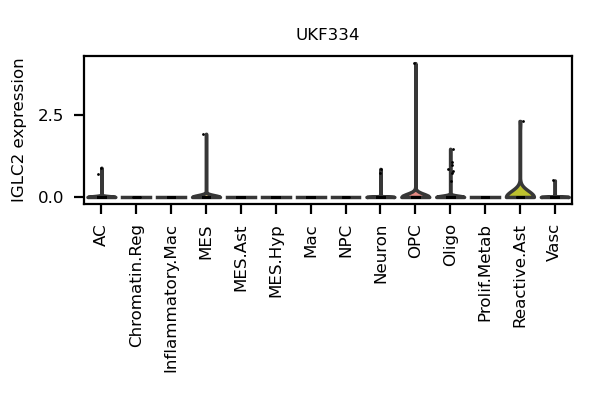 UKF334
IGLC2 expression
2.5
0.0
AC
Chromatin.Reg
Inflammatory.Mac
MES
MES.Ast
MES.Hyp
Mac
NPC
Neuron
OPC
Oligo
Prolif.Metab
Reactive.Ast
Vasc